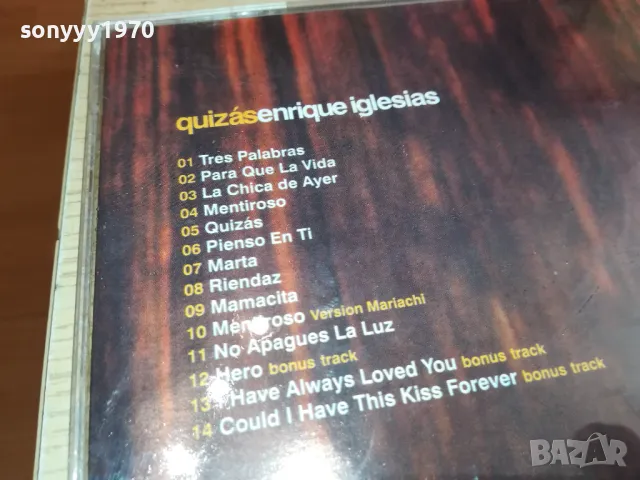 sonyyy1970
quizásenrique iglesias
01 Tres Palabras
02 Para Que La Vida
03 La Chica de Ayer
04 Mentiroso
05 Quizás
06 Pienso En Ti
07 Marta
08 Riendaz
09 Mamacita
10 Mentiroso Version Mariachi
11 No Apagues La Luz
12 Hero bonus track
13 I Have Always Loved You bonus track
14 Could I Have This Kiss Forever bonus track
BAZAR